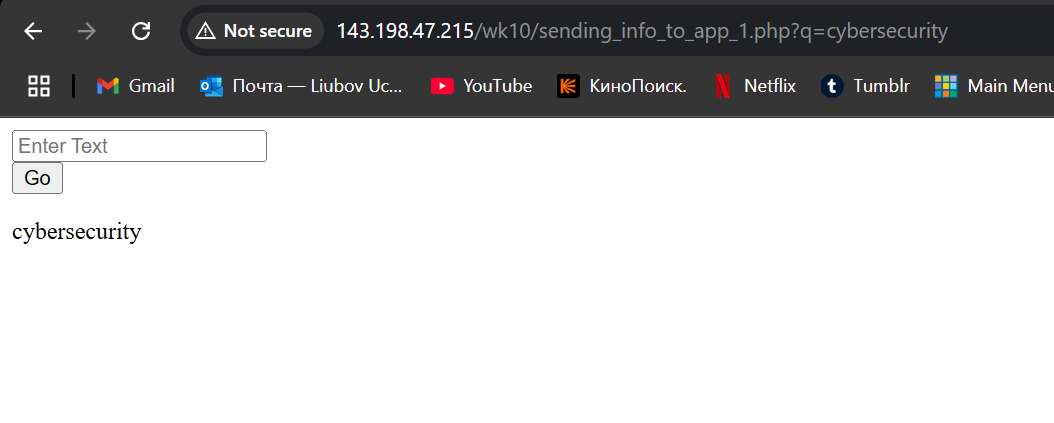 Not secure 143.198.47.215/wk10/sending_info_to_app_1.php?q=cybersecurity
Gmail Почта — Liubov Uc... YouTube КиноПоиск. Netflix Tumblr Main Menu
Enter Text
Go
cybersecurity